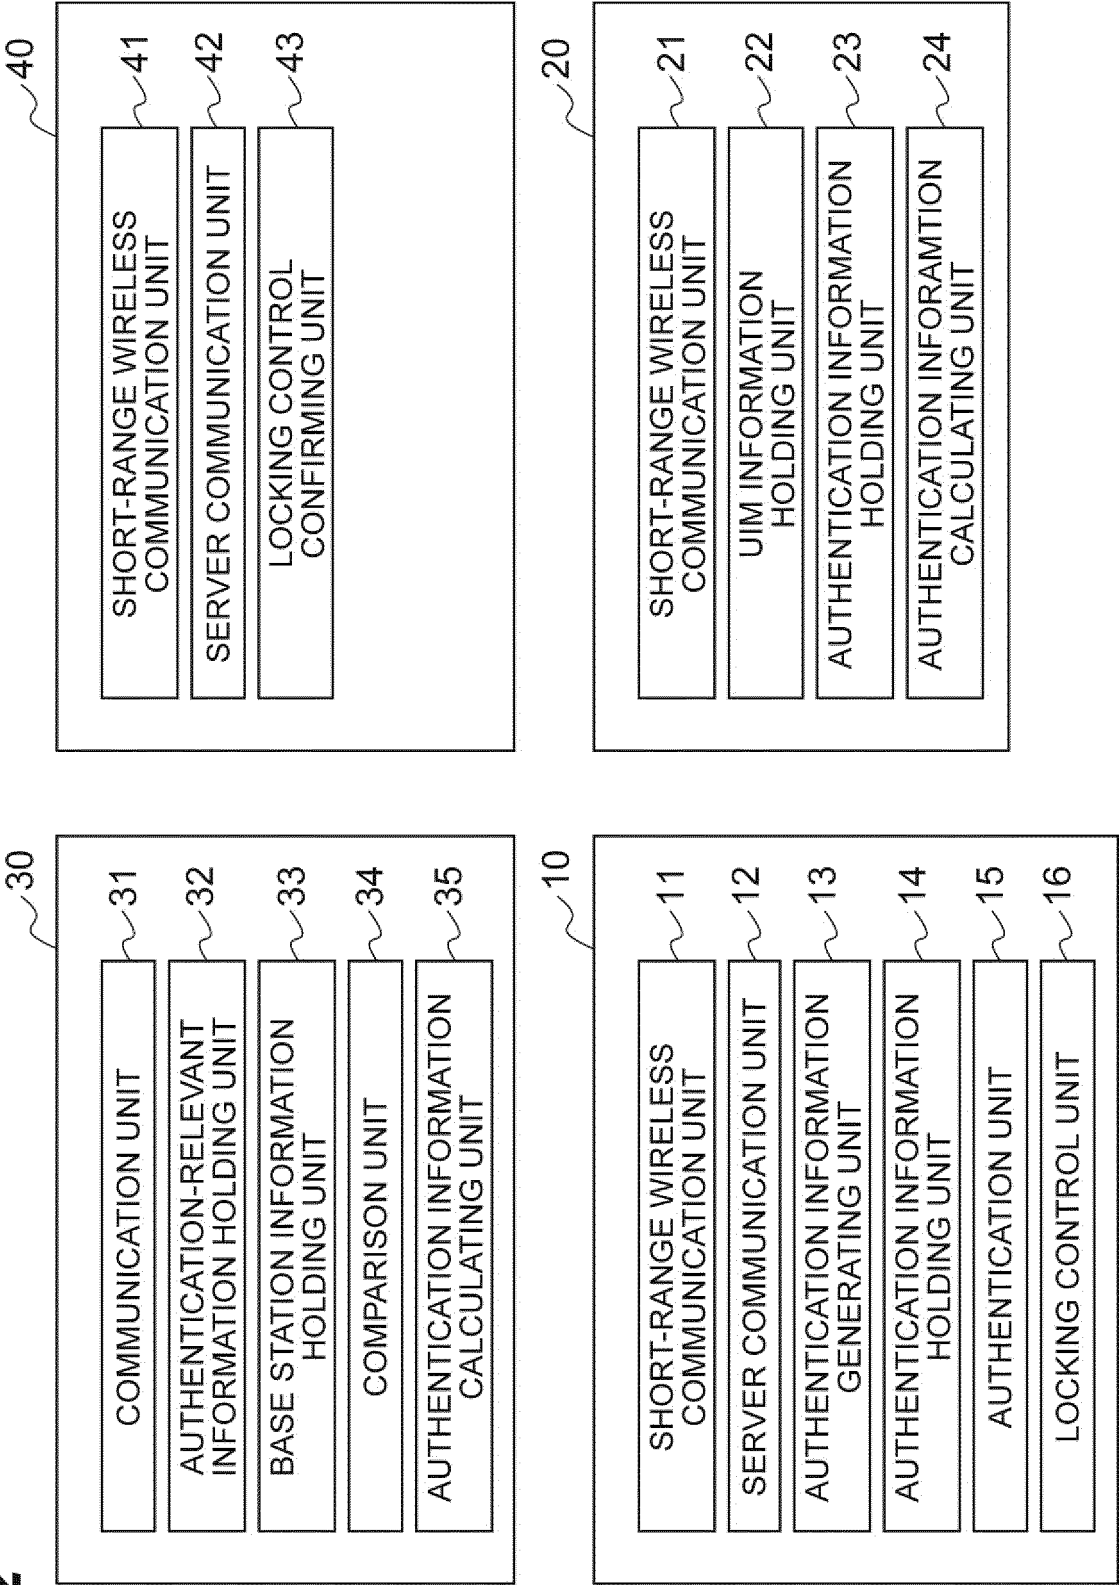 30
COMMUNICATION UNIT
31
AUTHENTICATION-RELEVANT
INFORMATION HOLDING UNIT
32
BASE STATION INFORMATION
HOLDING UNIT
33
COMPARISON UNIT
34
AUTHENTICATION INFORMATION
CALCULATING UNIT
35
40
SHORT-RANGE WIRELESS
COMMUNICATION UNIT
41
SERVER COMMUNICATION UNIT
42
LOCKING CONTROL
CONFIRMING UNIT
43
10
SHORT-RANGE WIRELESS
COMMUNICATION UNIT
11
SERVER COMMUNICATION UNIT
12
AUTHENTICATION INFORMATION
GENERATING UNIT
13
AUTHENTICATION INFORMATION
HOLDING UNIT
14
AUTHENTICATION UNIT
15
LOCKING CONTROL UNIT
16
20
SHORT-RANGE WIRELESS
COMMUNICATION UNIT
21
UIM INFORMATION
HOLDING UNIT
22
AUTHENTICATION INFORMATION
HOLDING UNIT
23
AUTHENTICATION INFORAMTION
CALCULATING UNIT
24